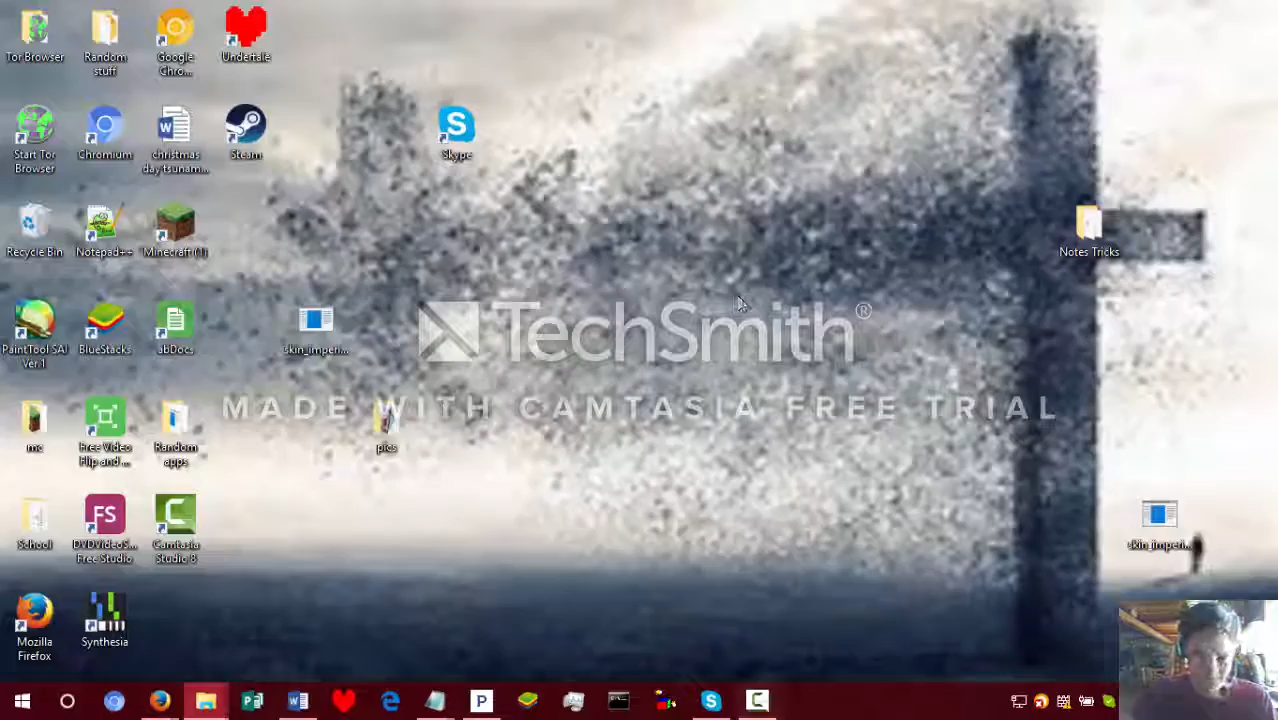 Tor Browser
Random
stuff
Google
Chro...
Undertale
Start Tor
Browser
Chromium
christmas
day tsunam...
Steam
Skype
Recycle Bin
Notepad++
Minecraft (1)
Notes Tricks
PaintTool SAI
Ver.1
BlueStacks
abDocs
skin_imperi...
TechSmith®
MADE WITH CAMTASIA FREE TRIAL
mc
Free Video
Flip and ...
Random
apps
pics
School
FS
DVDVideoS...
Free Studio
Camtasia
Studio 8
skin_imperi...
Mozilla
Firefox
Synthesia